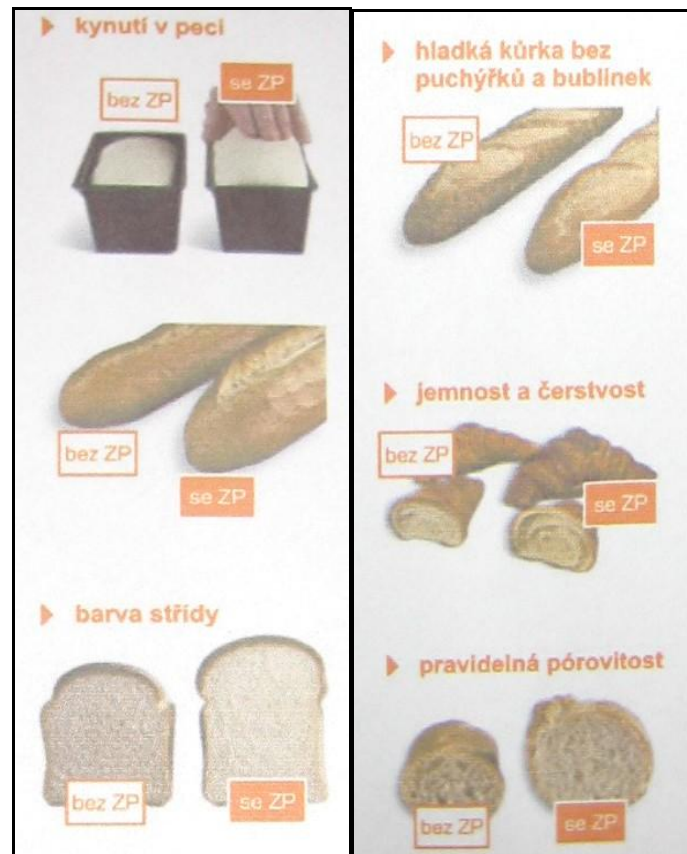 kynutí v peci
bez ZP
se ZP
bez ZP
se ZP
barva střídy
bez ZP
se ZP
hladká kůrka bez
puchýřků a bublinek
bez ZP
se ZP
jemnost a čerstvost
bez ZP
se ZP
pravidelná pórovitost
bez ZP
se ZP